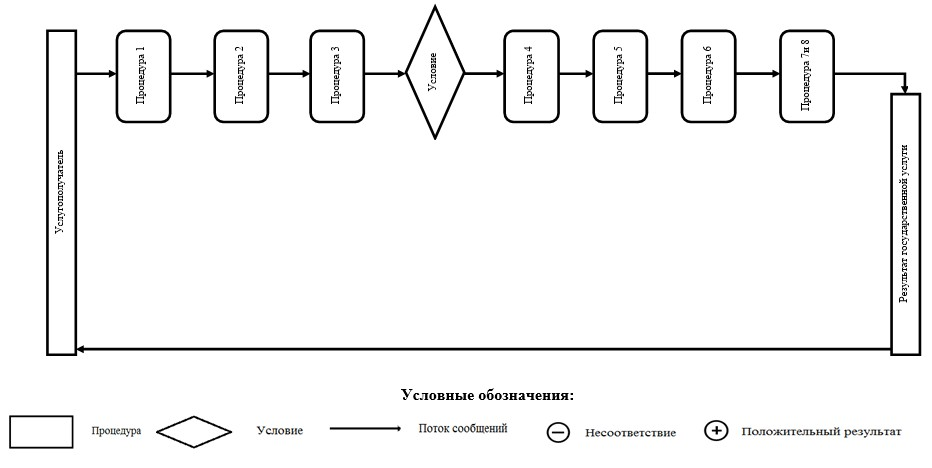 Услугополучатель
Процедура 1
Процедура 2
Процедура 3
Условие
Процедура 4
Процедура 5
Процедура 6
Процедура 7и 8
Результат государственной услуги
Условные обозначения:
Процедура
Условие
Поток сообщений
Несоответствие
Положительный результат